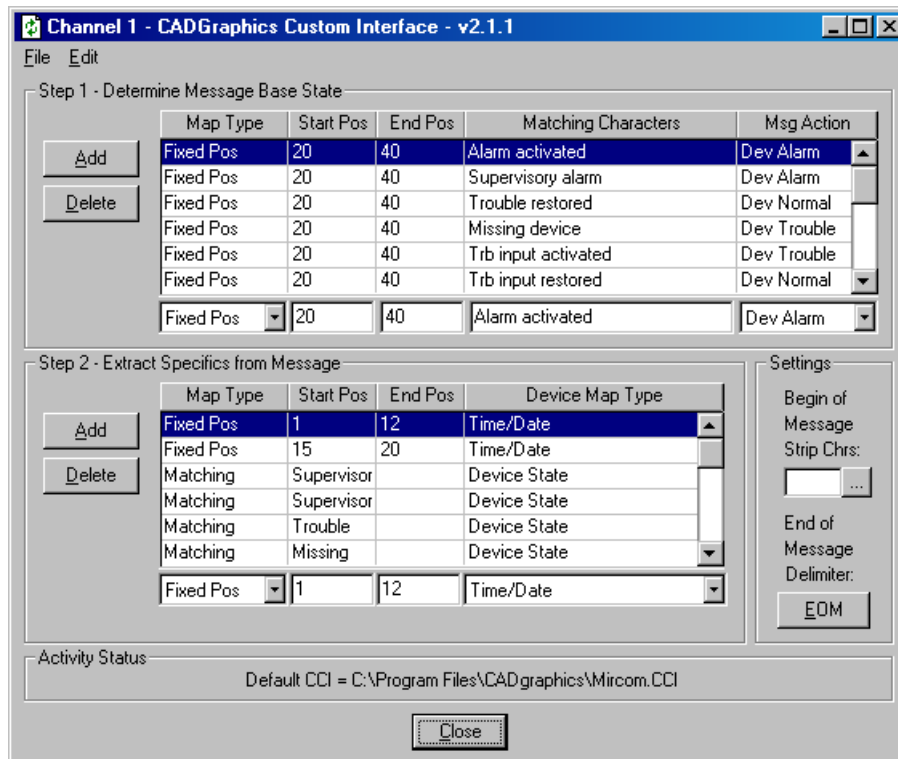 Channel 1 - CADGraphics Custom Interface - v2.1.1
File Edit
Step 1 - Determine Message Base State
Add
Delete
Map Type Start Pos End Pos Matching Characters Msg Action
Fixed Pos 20 40 Alarm activated Dev Alarm
Fixed Pos 20 40 Supervisory alarm Dev Alarm
Fixed Pos 20 40 Trouble restored Dev Normal
Fixed Pos 20 40 Missing device Dev Trouble
Fixed Pos 20 40 Trb input activated Dev Trouble
Fixed Pos 20 40 Trb input restored Dev Normal
Fixed Pos 20 40 Alarm activated Dev Alarm
Step 2 - Extract Specifics from Message
Add
Delete
Map Type Start Pos End Pos Device Map Type
Fixed Pos 1 12 Time/Date
Fixed Pos 15 20 Time/Date
Matching Supervisor Device State
Matching Supervisor Device State
Matching Trouble Device State
Matching Missing Device State
Fixed Pos 1 12 Time/Date
Settings
Begin of
Message
Strip Chrs:
...
End of
Message
Delimiter:
EOM
Activity Status
Default CCI = C:\Program Files\CADgraphics\Mircom.CCI
Close